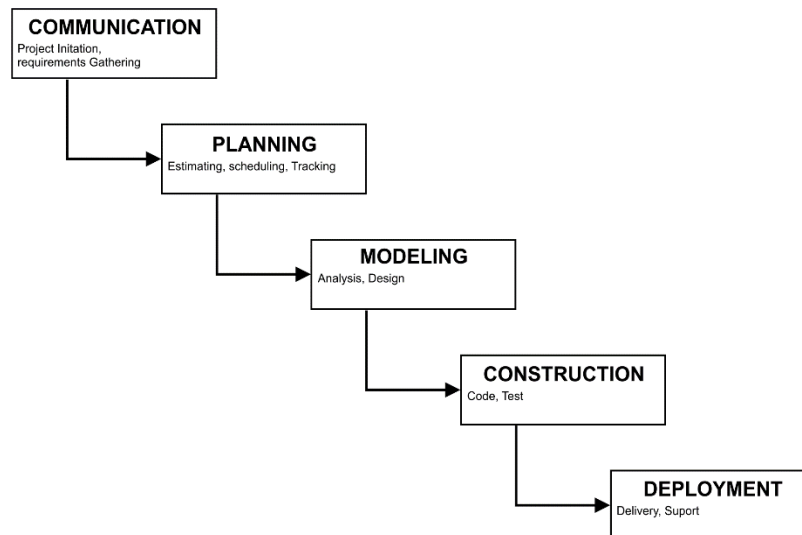 COMMUNICATION
Project Initation,
requirements Gathering
PLANNING
Estimating, scheduling, Tracking
MODELING
Analysis, Design
CONSTRUCTION
Code, Test
DEPLOYMENT
Delivery, Suport